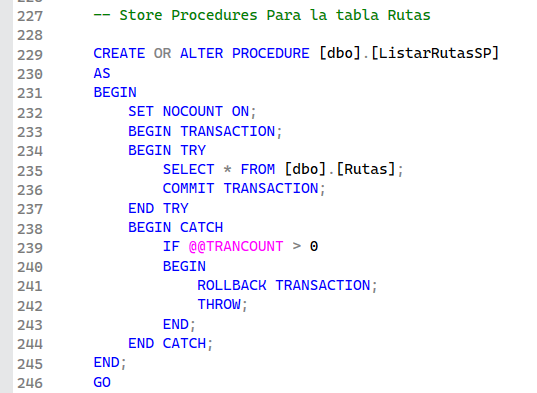 227 -- Store Procedures Para la tabla Rutas
228
229 CREATE OR ALTER PROCEDURE [dbo].[ListarRutasSP]
230 AS
231 BEGIN
232 SET NOCOUNT ON;
233 BEGIN TRANSACTION;
234 BEGIN TRY
235 SELECT * FROM [dbo].[Rutas];
236 COMMIT TRANSACTION;
237 END TRY
238 BEGIN CATCH
239 IF @@TRANCOUNT > 0
240 BEGIN
241 ROLLBACK TRANSACTION;
242 THROW;
243 END;
244 END CATCH;
245 END;
246 GO